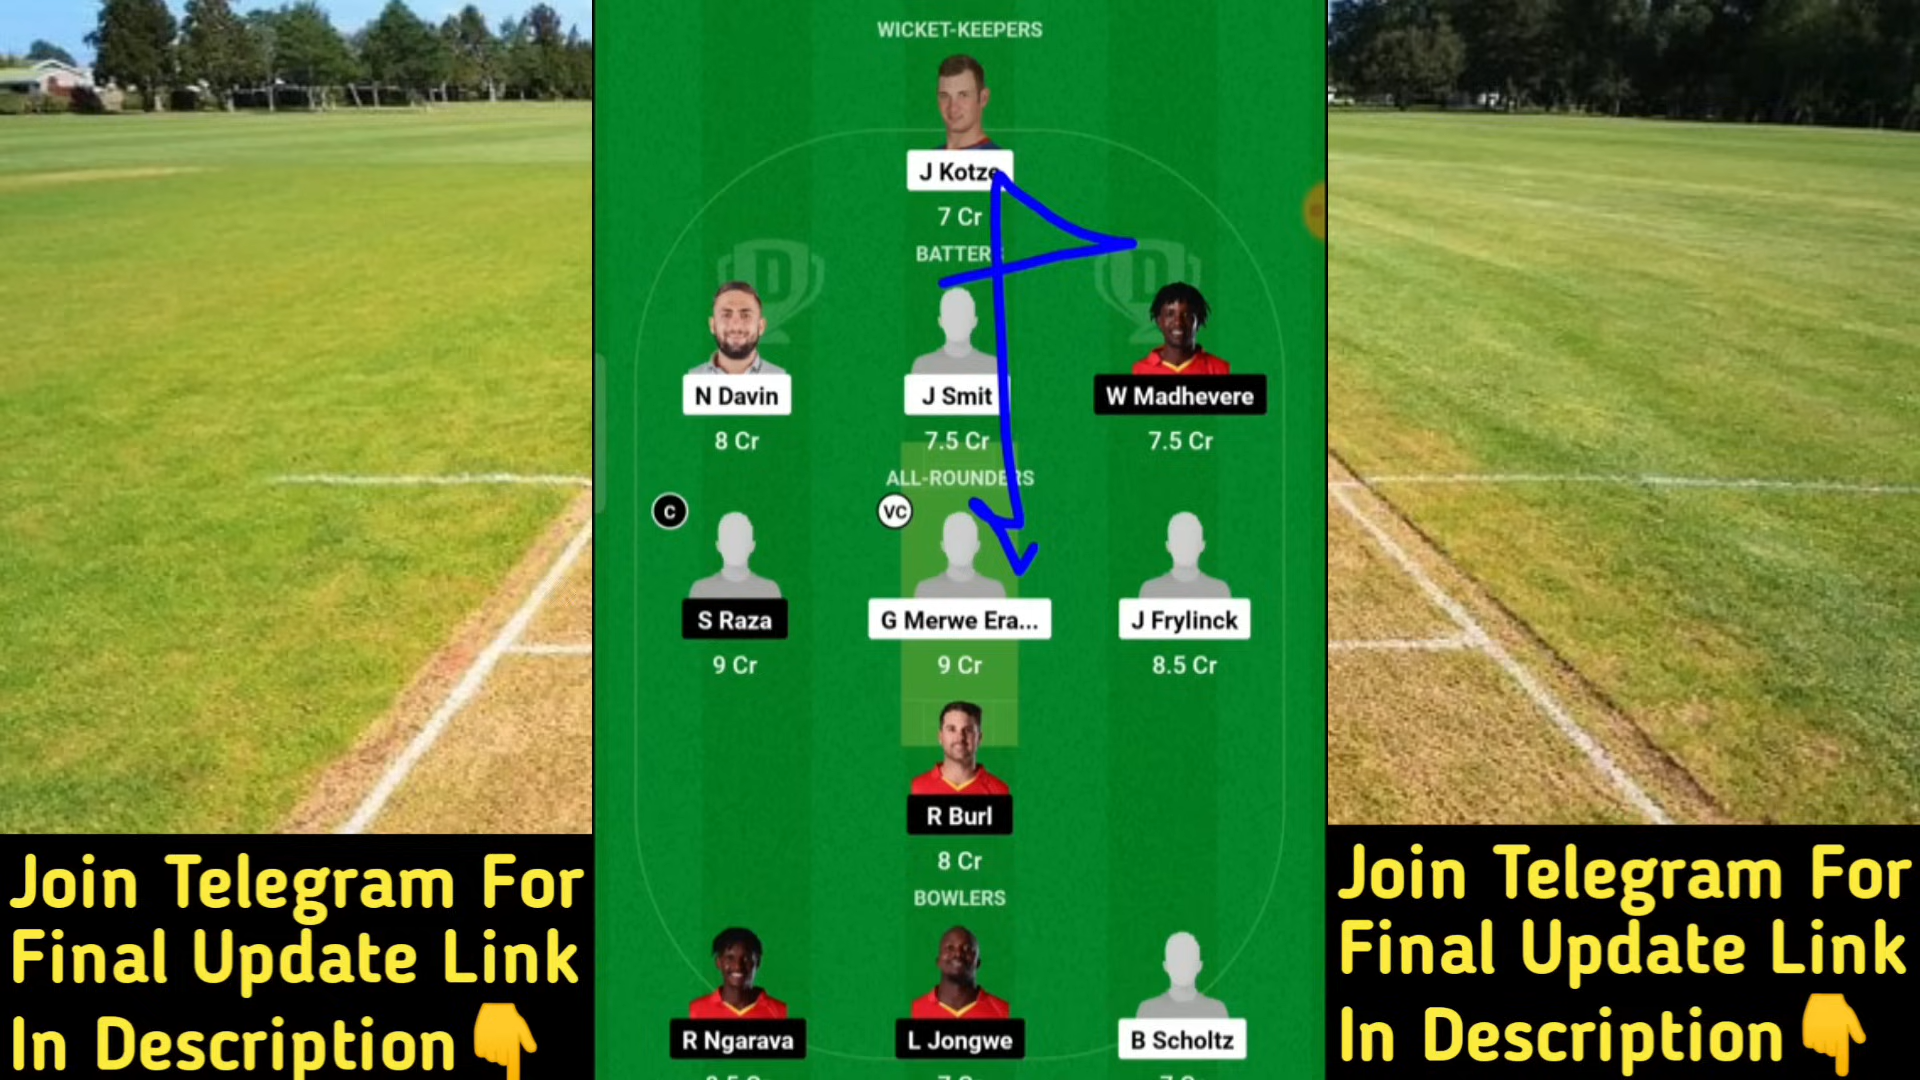 WICKET-KEEPERS
J Kotze
7 Cr
BATTERS
N Davin
J Smit
W Madhevere
8 Cr
7.5 Cr
7.5 Cr
ALL-ROUNDERS
C
VC
S Raza
G Merwe Era...
J Frylinck
9 Cr
9 Cr
8.5 Cr
R Burl
8 Cr
BOWLERS
R Ngarava
L Jongwe
B Scholtz
Join Telegram For
Final Update Link
In Description👇
Join Telegram For
Final Update Link
In Description👇